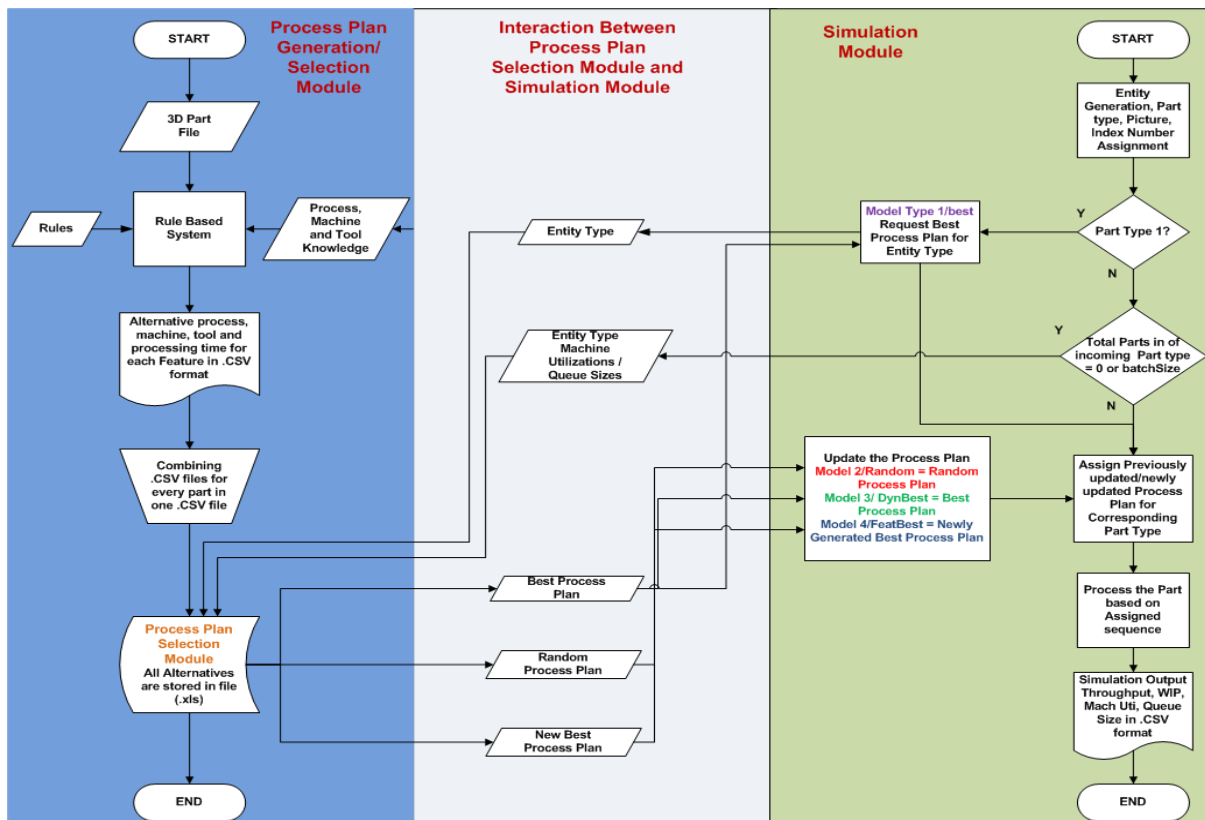 Process Plan
Generation/
Selection
Module
START
3D Part
File
Rules
Rule Based
System
Process,
Machine
and Tool
Knowledge
Alternative process,
machine, tool and
processing time for
each Feature in .CSV
format
Combining
.CSV files for
every part in
one .CSV file
Process Plan
Selection
Module
All Alternatives
are stored in file
(.xls)
END
Interaction Between
Process Plan
Selection Module and
Simulation Module
Entity Type
Entity Type
Machine
Utilizations /
Queue Sizes
Best Process
Plan
Random
Process Plan
New Best
Process Plan
Simulation
Module
START
Entity
Generation, Part
type, Picture,
Index Number
Assignment
Model Type 1/best
Request Best
Process Plan for
Entity Type
Y
Part Type 1?
N
Y
Total Parts in of
incoming Part type
= 0 or batchSize
N
Update the Process Plan
Model 2/Random = Random
Process Plan
Model 3/ DynBest = Best
Process Plan
Model 4/FeatBest = Newly
Generated Best Process Plan
Assign Previously
updated/newly
updated Process
Plan for
Corresponding
Part Type
Process the Part
based on
Assigned
sequence
Simulation Output
Throughput, WIP,
Mach Uti, Queue
Size in .CSV
format
END